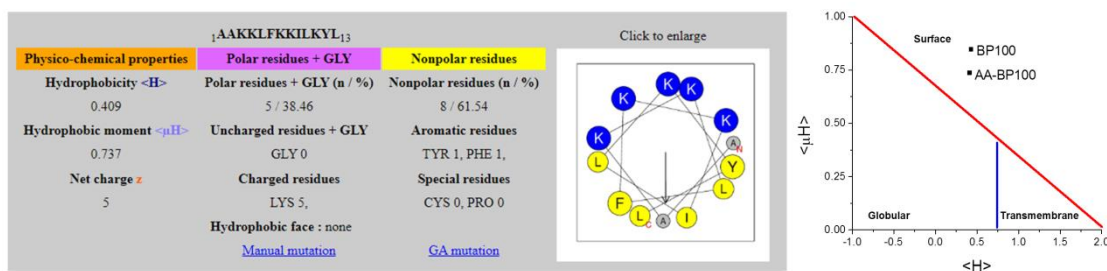 1AAKKLFKKILKYL13
Click to enlarge
Physico-chemical properties Polar residues + GLY Nonpolar residues
Hydrophobicity <H> Polar residues + GLY (n / %) Nonpolar residues (n / %)
0.409 5 / 38.46 8 / 61.54
Hydrophobic moment <µH> Uncharged residues + GLY Aromatic residues
0.737 GLY 0 TYR 1, PHE 1,
Net charge z Charged residues Special residues
5 LYS 5, CYS 0, PRO 0
Hydrophobic face : none
Manual mutation GA mutation
K K
K K
K A
N
L Y
L
F L A I
C
1.00
0.75
0.50
0.25
0.00
<µH>
Surface
BP100
AA-BP100
Globular Transmembrane
-1.0 -0.5 0.0 0.5 1.0 1.5 2.0
<H>